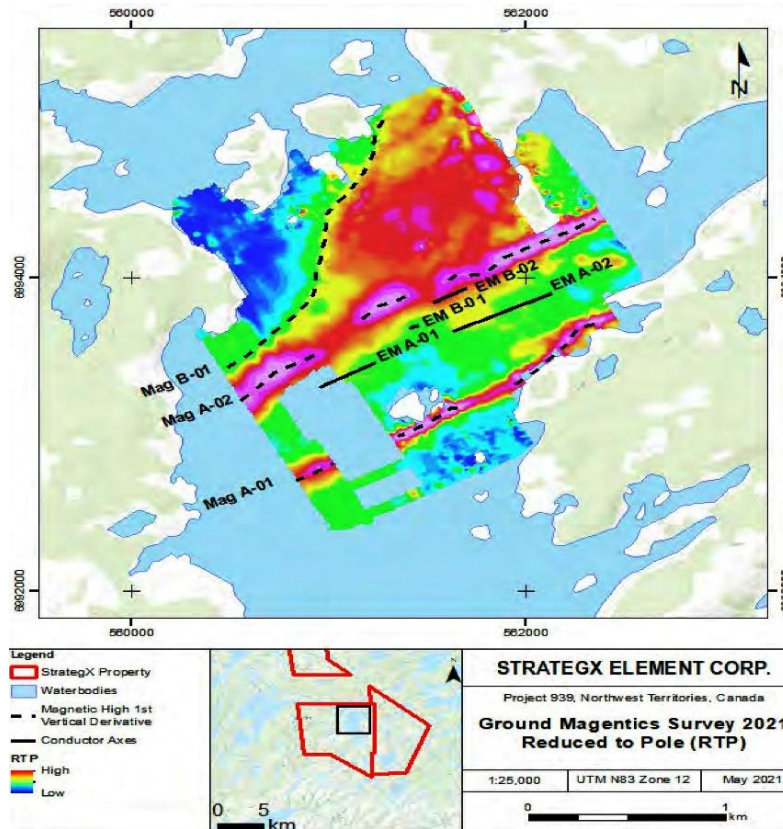 560000
562000
N
6994000
EM B-02
EM A-02
EM B-01
EM A-01
Mag B-01
Mag A-02
Mag A-01
6992000
560000
562000
Legend
StrategX Property
Waterbodies
Magnetic High 1st
Vertical Derivative
Conductor Axes
RTP
High
Low
0 5
km
STRATEGX ELEMENT CORP.
Project 939, Northwest Territories, Canada
Ground Magentics Survey 2021
Reduced to Pole (RTP)
1:25,000
UTM N83 Zone 12
May 2021
0
1
km